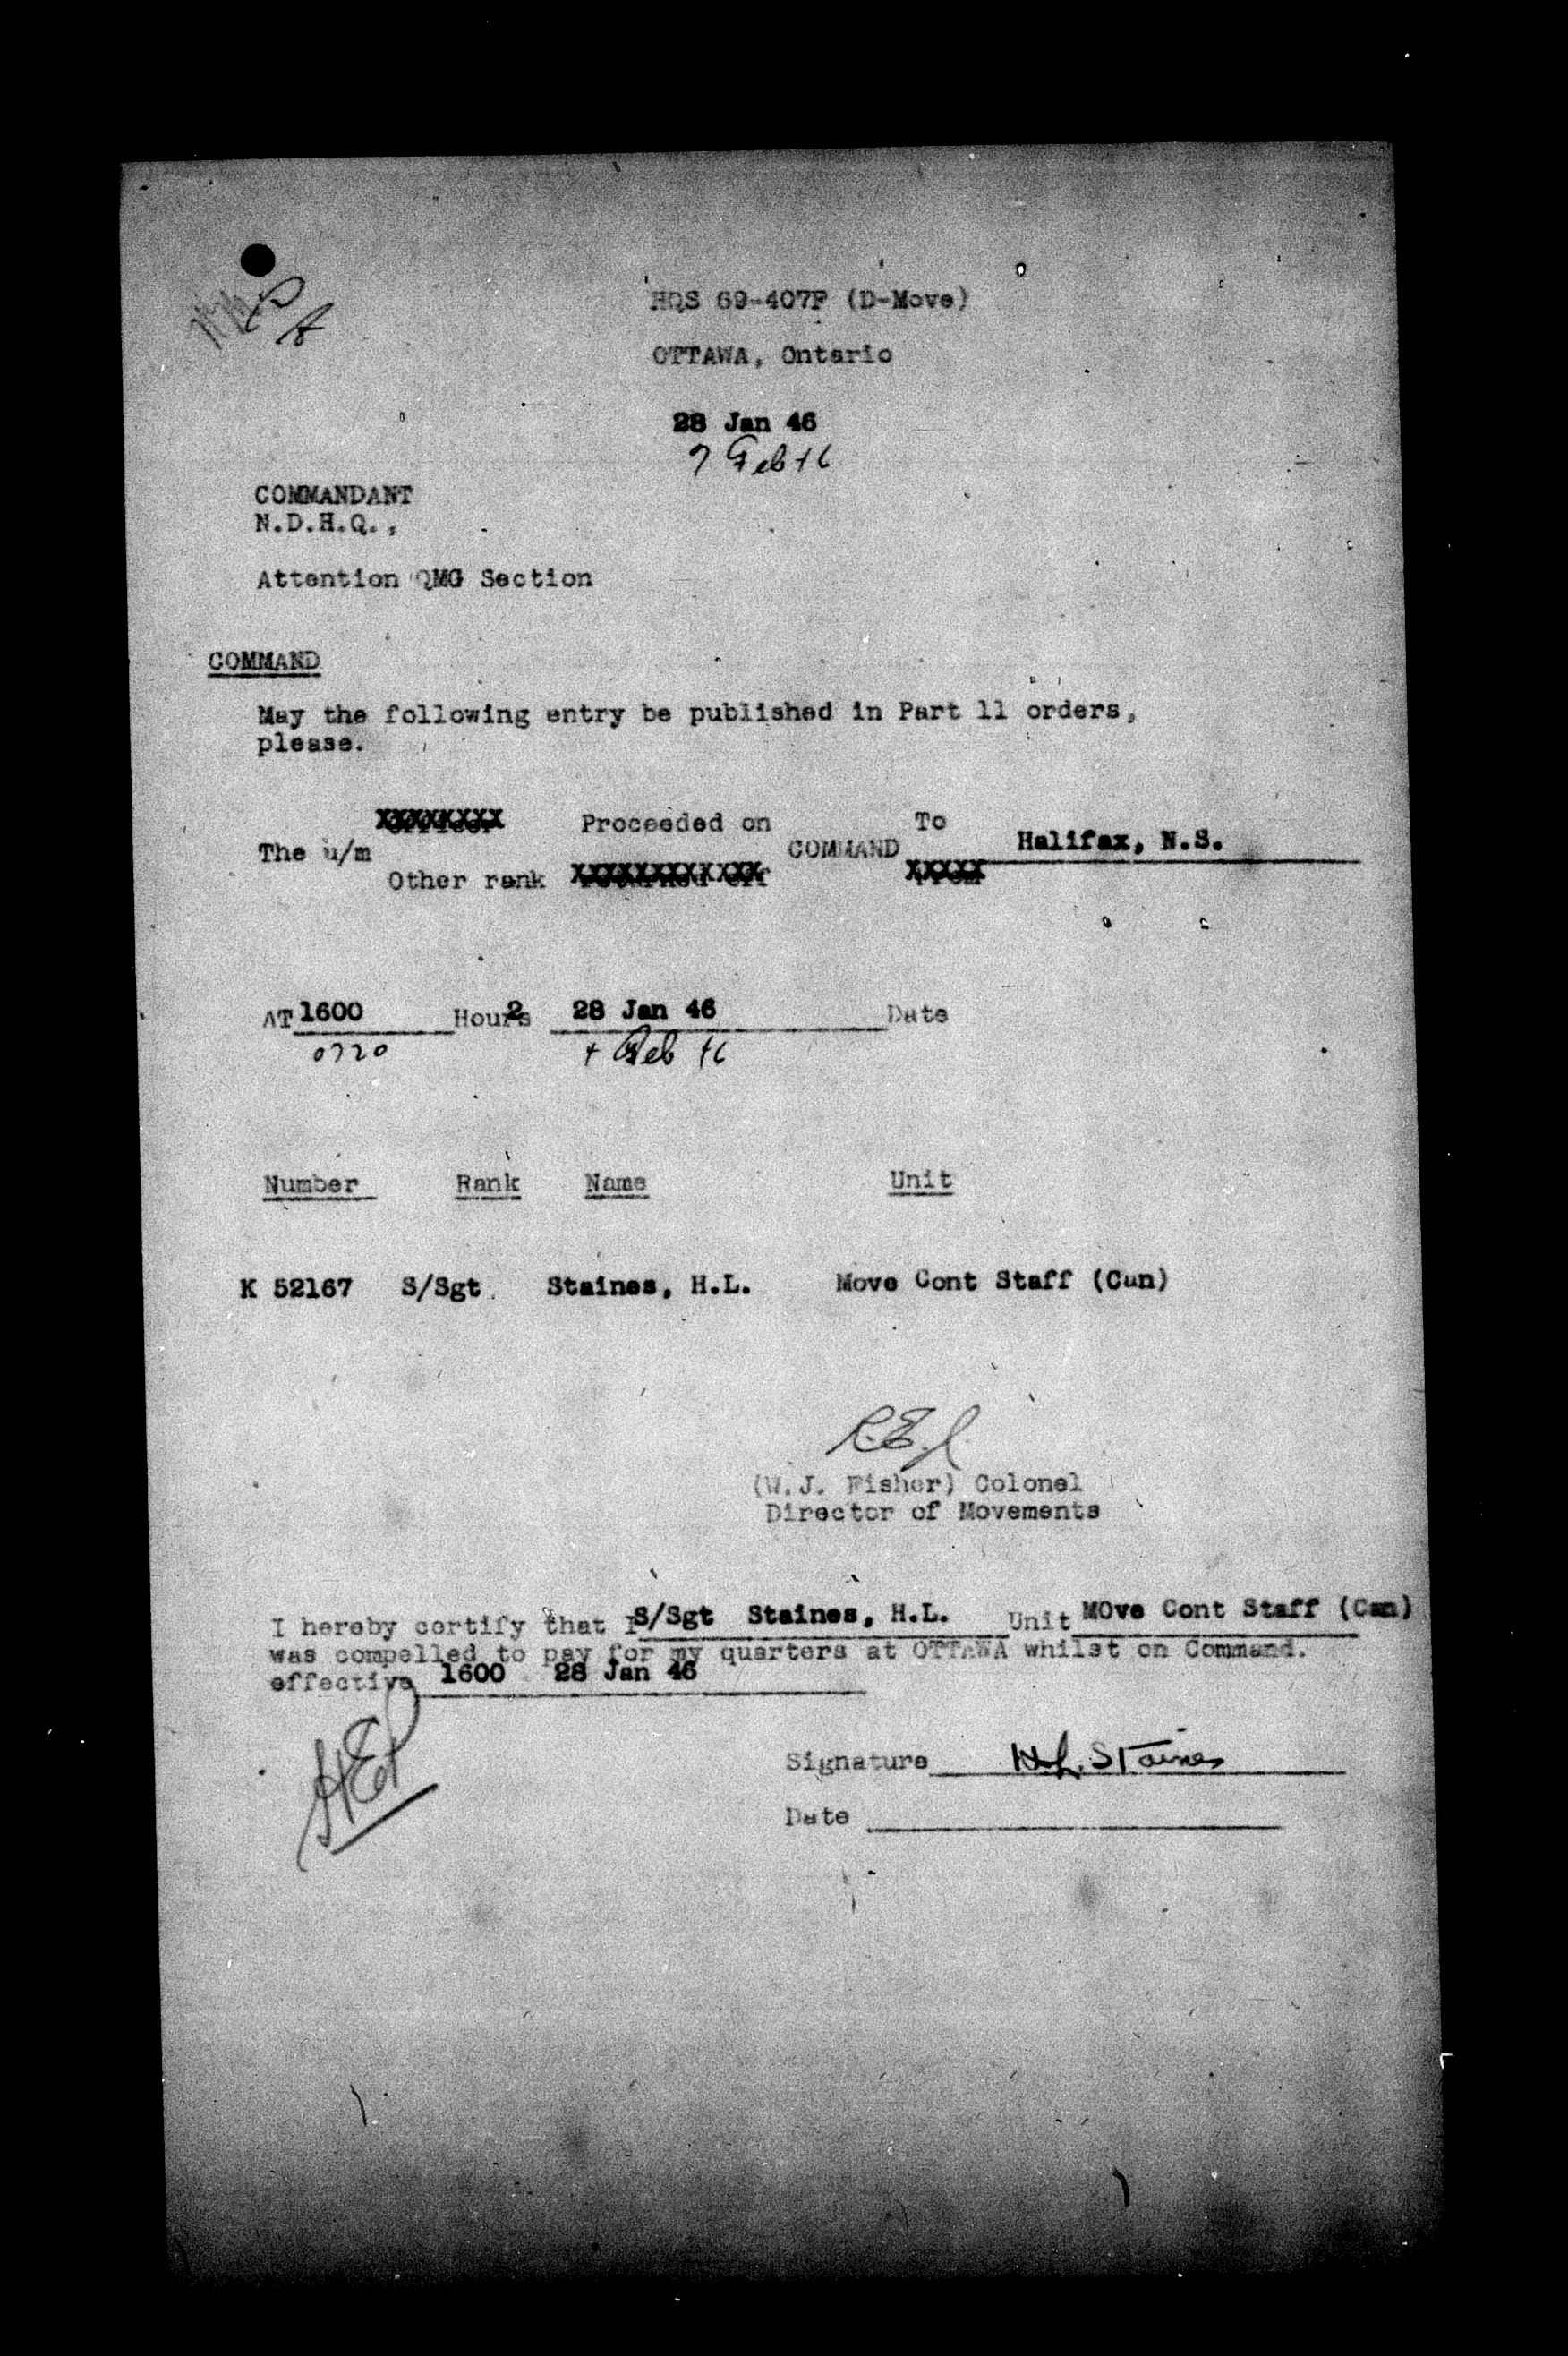 HQS 69-407F (D-Move)
OTTAWA, Ontario
28 Jan 46
7 Feb 46
COMMANDANT
N.D.H.Q.,
Attention QMG Section
COMMAND
May the following entry be published in Part 11 orders,
please.
Proceeded on To
The u/m COMMAND Halifax, N.S.
Other rank
AT 1600 Hours 28 Jan 46 Date
0720 Feb 46
Number Rank Name Unit
K 52167 S/Sgt Staines, H.L. Move Cont Staff (Can)
(W.J. Fisher) Colonel
Director of Movements
I hereby certify that I S/Sgt Staines, H.L. Unit MOve Cont Staff (Can)
was compelled to pay for my quarters at OTTAWA whilst on Command.
effective 1600 28 Jan 46
Signature H.L. Staines
Date